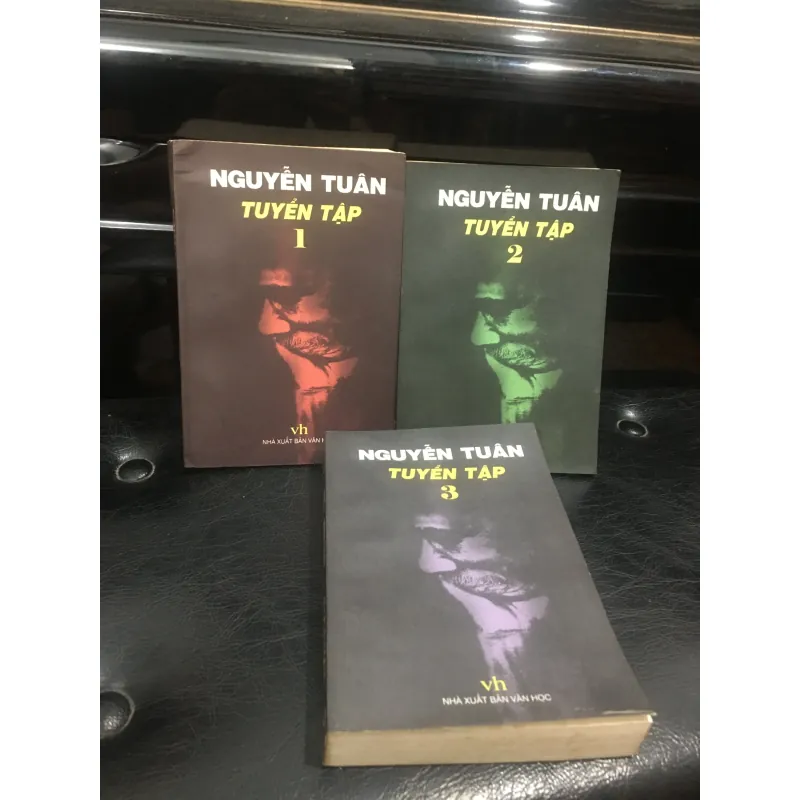 NGUYỄN TUÂN
TUYỂN TẬP
1
vh
NHÀ XUẤT BẢN VĂN
NGUYỄN TUÂN
TUYỂN TẬP
2
NGUYỄN TUÂN
TUYỂN TẬP
3
vh
NHÀ XUẤT BẢN VĂN HỌC